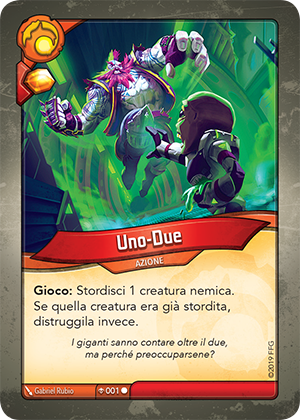 Uno-Due
AZIONE
Gioco: Stordisci 1 creatura nemica.
Se quella creatura era già stordita,
distruggila invece.
I giganti sanno contare oltre il due,
ma perché preoccuparsene?
©2019 FFG
Gabriel Rubio
001